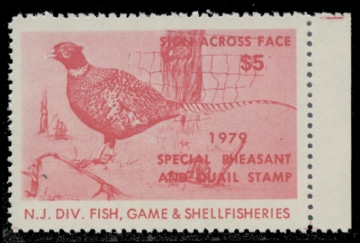 SIGN ACROSS FACE
$5
1979
SPECIAL PHEASANT
AND QUAIL STAMP
N.J. DIV. FISH, GAME & SHELLFISHERIES